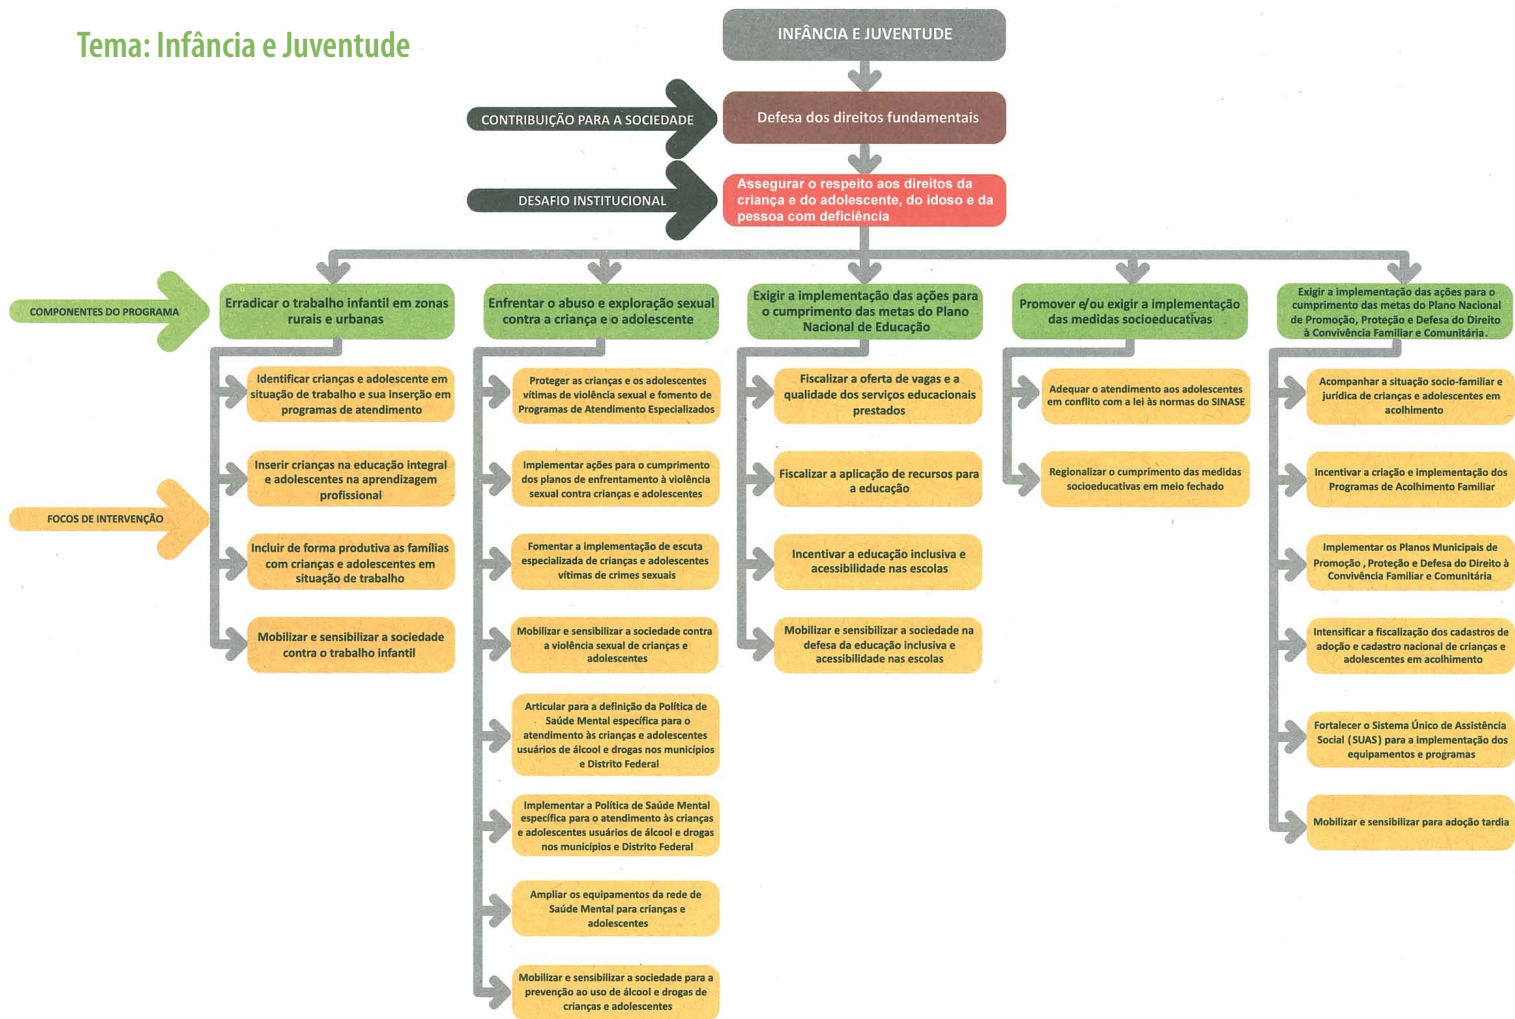 Tema: Infância e Juventude
INFÂNCIA E JUVENTUDE
CONTRIBUIÇÃO PARA A SOCIEDADE
Defesa dos direitos fundamentais
DESAFIO INSTITUCIONAL
Assegurar o respeito aos direitos da
criança e do adolescente, do idoso e da
pessoa com deficiência
COMPONENTES DO PROGRAMA
Erradicar o trabalho infantil em zonas
rurais e urbanas
Enfrentar o abuso e exploração sexual
contra a criança e o adolescente
Exigir a implementação das ações para
o cumprimento das metas do Plano
Nacional de Educação
Promover e/ou exigir a implementação
das medidas socioeducativas
Exigir a implementação das ações para o
cumprimento das metas do Plano Nacional
de Promoção, Proteção e Defesa do Direito
à Convivência Familiar e Comunitária.
FOCOS DE INTERVENÇÃO
Identificar crianças e adolescente em
situação de trabalho e sua inserção em
programas de atendimento
Inserir crianças na educação integral
e adolescentes na aprendizagem
profissional
Incluir de forma produtiva as famílias
com crianças e adolescentes em
situação de trabalho
Mobilizar e sensibilizar a sociedade
contra o trabalho infantil
Proteger as crianças e os adolescentes
vítimas de violência sexual e fomento de
Programas de Atendimento Especializados
Implementar ações para o cumprimento
dos planos de enfrentamento à violência
sexual contra crianças e adolescentes
Fomentar a implementação de escuta
especializada de crianças e adolescentes
vítimas de crimes sexuais
Mobilizar e sensibilizar a sociedade contra
a violência sexual de crianças e
adolescentes
Articular para a definição da Política de
Saúde Mental específica para o
atendimento às crianças e adolescentes
usuários de álcool e drogas nos municípios
e Distrito Federal
Implementar a Política de Saúde Mental
específica para o atendimento às crianças
e adolescentes usuários de álcool e drogas
nos municípios e Distrito Federal
Ampliar os equipamentos da rede de
Saúde Mental para crianças e
adolescentes
Mobilizar e sensibilizar a sociedade para a
prevenção ao uso de álcool e drogas de
crianças e adolescentes
Fiscalizar a oferta de vagas e a
qualidade dos serviços educacionais
prestados
Fiscalizar a aplicação de recursos para
a educação
Incentivar a educação inclusiva e
acessibilidade nas escolas
Mobilizar e sensibilizar a sociedade na
defesa da educação inclusiva e
acessibilidade nas escolas
Adequar o atendimento aos adolescentes
em conflito com a lei às normas do SINASE
Regionalizar o cumprimento das medidas
socioeducativas em meio fechado
Acompanhar a situação socio-familiar e
jurídica de crianças e adolescentes em
acolhimento
Incentivar a criação e implementação dos
Programas de Acolhimento Familiar
Implementar os Planos Municipais de
Promoção , Proteção e Defesa do Direito à
Convivência Familiar e Comunitária
Intensificar a fiscalização dos cadastros de
adoção e cadastro nacional de crianças e
adolescentes em acolhimento
Fortalecer o Sistema Único de Assistência
Social (SUAS) para a implementação dos
equipamentos e programas
Mobilizar e sensibilizar para adoção tardia